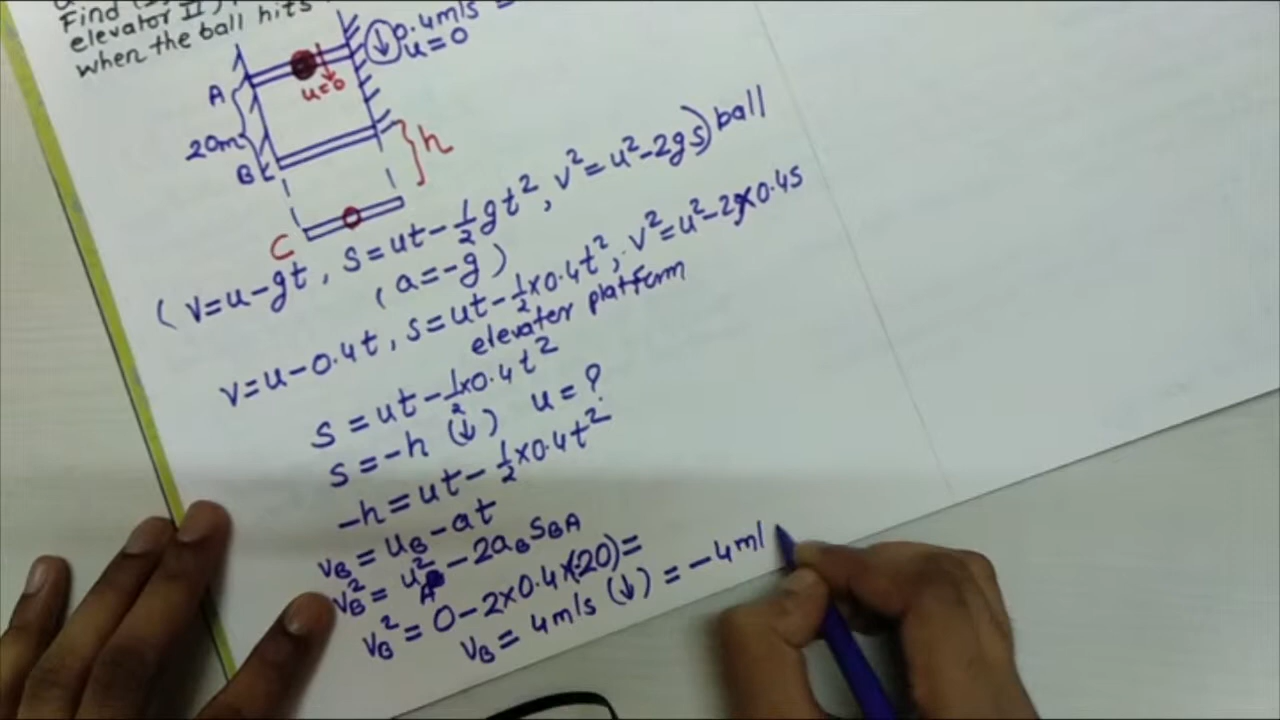 Find
elevator II),
when the ball hits
0.4m/s
u=0
A
u=0
20m
B
h
C
(v=u-gt, s=ut-1/2gt², v²=u²-2gs) ball
(a=-g)
v=u-0.4t, s=ut-1/2×0.4t², v²=u²-2×0.4s
elevater platform
s=ut-1/2×0.4t²
s=-h (↓) u=?
-h=ut-1/2×0.4t²
vB=uB-at
vB²=uA²-2aB SBA
vB²=0-2×0.4×(-20)=
vB=4m/s (↓)=-4m/